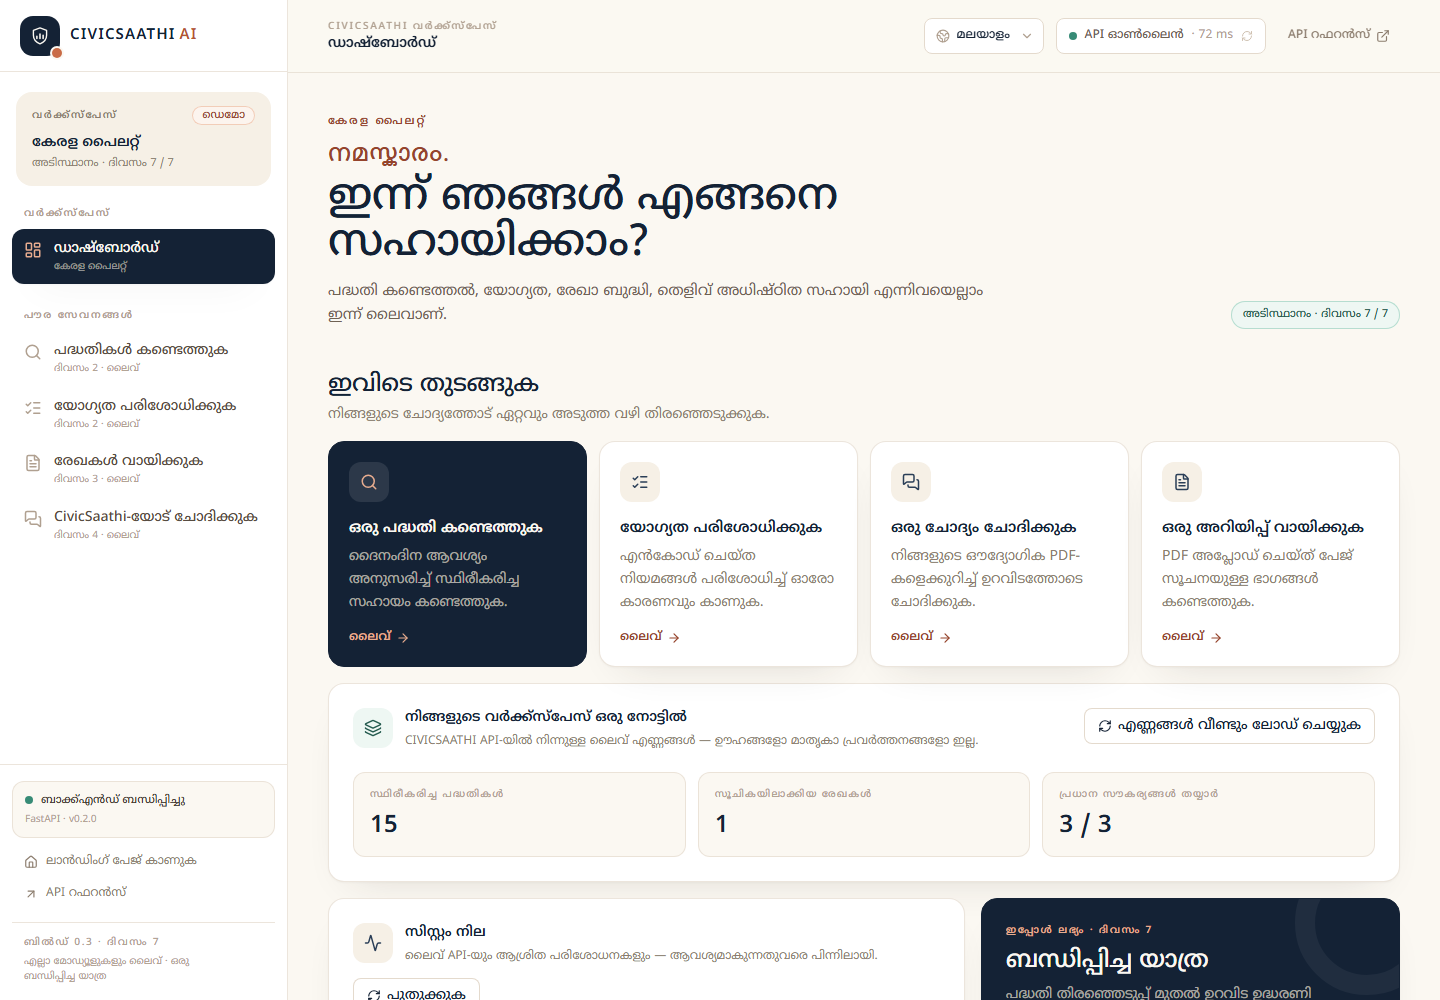 CIVICSAATHI AI
വർക്ക്സ്പേസ്
ഡെമോ
കേരള പൈലറ്റ്
അടിസ്ഥാനം · ദിവസം 7 / 7
വർക്ക്സ്പേസ്
ഡാഷ്ബോർഡ്
കേരള പൈലറ്റ്
പൗര സേവനങ്ങൾ
പദ്ധതികൾ കണ്ടെത്തുക
ദിവസം 2 · ലൈവ്
യോഗ്യത പരിശോധിക്കുക
ദിവസം 2 · ലൈവ്
രേഖകൾ വായിക്കുക
ദിവസം 3 · ലൈവ്
CivicSaathi-യോട് ചോദിക്കുക
ദിവസം 4 · ലൈവ്
ബാക്ക്എൻഡ് ബന്ധിപ്പിച്ചു
FastAPI · v0.2.0
ലാൻഡിംഗ് പേജ് കാണുക
API റഫറൻസ്
ബിൽഡ് 0.3 · ദിവസം 7
എല്ലാ മോഡ്യൂളുകളും ലൈവ് · ഒരു
ബന്ധിപ്പിച്ച യാത്ര
CIVICSAATHI വർക്ക്സ്പേസ്
ഡാഷ്ബോർഡ്
മലയാളം
API ഓൺലൈൻ · 72 ms
API റഫറൻസ്
കേരള പൈലറ്റ്
നമസ്കാരം.
ഇന്ന് ഞങ്ങൾ എങ്ങനെ
സഹായിക്കാം?
പദ്ധതി കണ്ടെത്തൽ, യോഗ്യത, രേഖാ ബുദ്ധി, തെളിവ് അധിഷ്ഠിത സഹായി എന്നിവയെല്ലാം
ഇന്ന് ലൈവാണ്.
അടിസ്ഥാനം · ദിവസം 7 / 7
ഇവിടെ തുടങ്ങുക
നിങ്ങളുടെ ചോദ്യത്തോട് ഏറ്റവും അടുത്ത വഴി തിരഞ്ഞെടുക്കുക.
ഒരു പദ്ധതി കണ്ടെത്തുക
ദൈനംദിന ആവശ്യം
അനുസരിച്ച് സ്ഥിരീകരിച്ച
സഹായം കണ്ടെത്തുക.
ലൈവ്
യോഗ്യത പരിശോധിക്കുക
എൻകോഡ് ചെയ്ത
നിയമങ്ങൾ പരിശോധിച്ച് ഓരോ
കാരണവും കാണുക.
ലൈവ്
ഒരു ചോദ്യം ചോദിക്കുക
നിങ്ങളുടെ ഔദ്യോഗിക PDF-
കളെക്കുറിച്ച് ഉറവിടത്തോടെ
ചോദിക്കുക.
ലൈവ്
ഒരു അറിയിപ്പ് വായിക്കുക
PDF അപ്ലോഡ് ചെയ്ത് പേജ്
സൂചനയുള്ള ഭാഗങ്ങൾ
കണ്ടെത്തുക.
ലൈവ്
നിങ്ങളുടെ വർക്ക്സ്പേസ് ഒരു നോട്ടിൽ
CIVICSAATHI API-യിൽ നിന്നുള്ള ലൈവ് എണ്ണങ്ങൾ — ഊഹങ്ങളോ മാതൃകാ പ്രവർത്തനങ്ങളോ ഇല്ല.
എണ്ണങ്ങൾ വീണ്ടും ലോഡ് ചെയ്യുക
സ്ഥിരീകരിച്ച പദ്ധതികൾ
15
സൂചികയിലാക്കിയ രേഖകൾ
1
പ്രധാന സൗകര്യങ്ങൾ തയ്യാർ
3 / 3
സിസ്റ്റം നില
ലൈവ് API-യും ആശ്രിത പരിശോധനകളും — ആവശ്യമാകുന്നതുവരെ പിന്നിലായി.
പുതുക്കുക
ഇപ്പോൾ ലഭ്യം · ദിവസം 7
ബന്ധിപ്പിച്ച യാത്ര
പദ്ധതി തിരഞ്ഞെടുപ്പ് മുതൽ ഉറവിട ഉദ്ധരണി